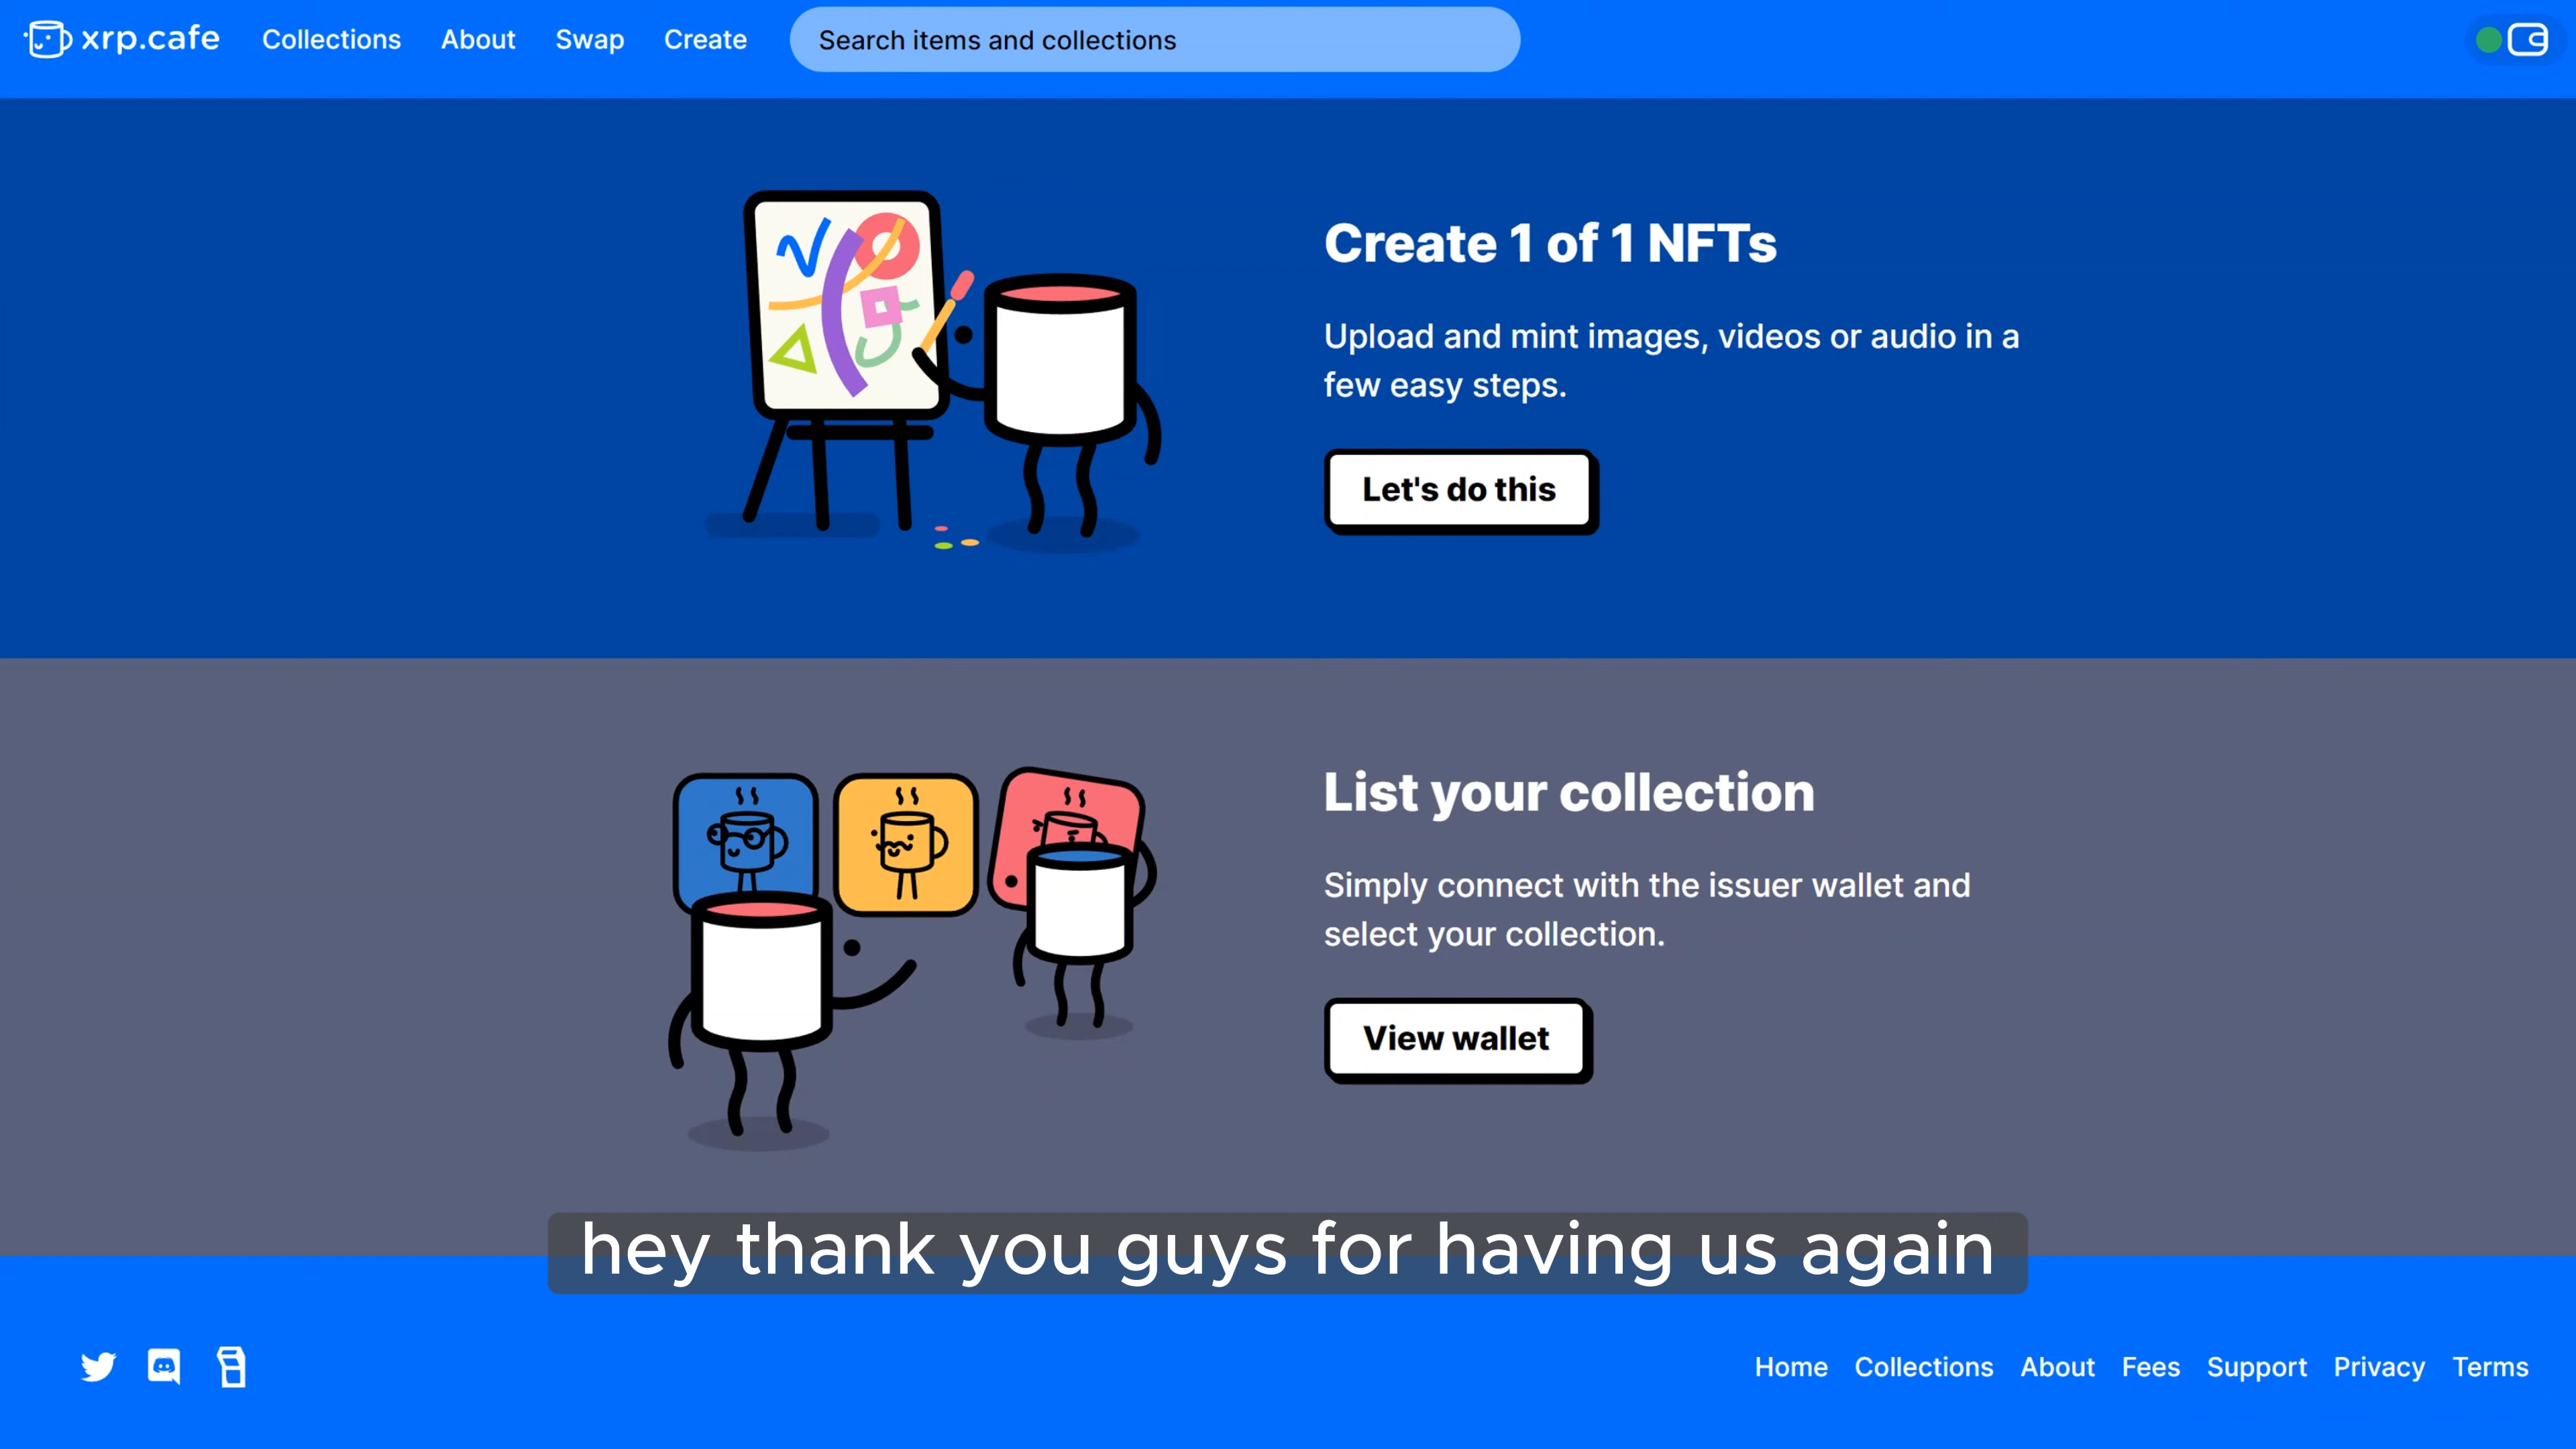 xrp.cafe Collections About Swap Create Search items and collections
Create 1 of 1 NFTs
Upload and mint images, videos or audio in a
few easy steps.
Let's do this
List your collection
Simply connect with the issuer wallet and
select your collection.
View wallet
hey thank you guys for having us again
Home Collections About Fees Support Privacy Terms